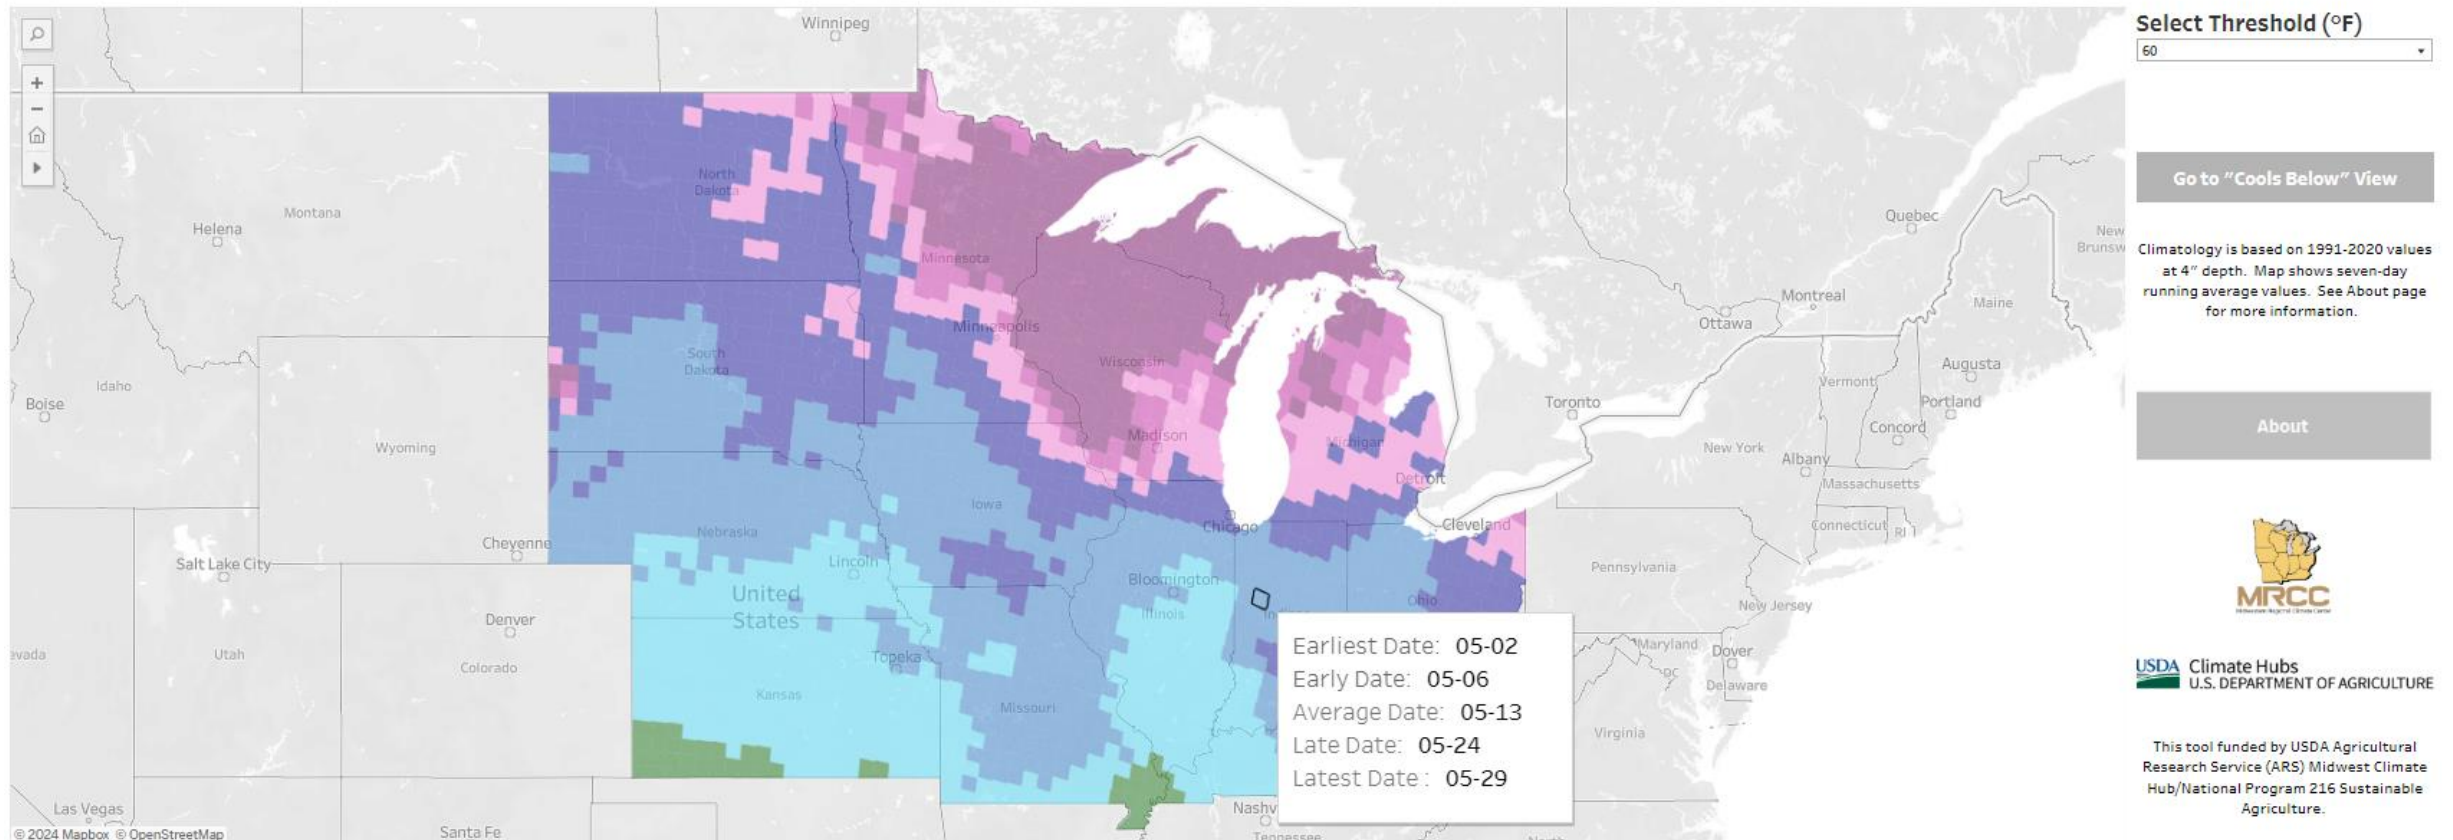 Winnipeg
North
Dakota
Montana
Helena
Minnesota
Quebec
New
Brunsw
Montreal
Maine
Ottawa
Minneapolis
South
Dakota
Wisconsin
Idaho
Boise
Vermont
Augusta
Toronto
Portland
Wyoming
Madison
Michigan
Concord
New York
Albany
Detroit
Massachusetts
Iowa
Chicago
Cleveland
Connecticut
RI
Nebraska
Cheyenne
Salt Lake City
Lincoln
Pennsylvania
United
States
Bloomington
Illinois
Ohio
New Jersey
Denver
Utah
Colorado
Topeka
Kansas
Missouri
Maryland
Dover
DC
Delaware
Virginia
Las Vegas
Santa Fe
Nashv
Tennessee
© 2024 Mapbox © OpenStreetMap
Earliest Date: 05-02
Early Date: 05-06
Average Date: 05-13
Late Date: 05-24
Latest Date : 05-29
Select Threshold (°F)
60
Go to "Cools Below" View
Climatology is based on 1991-2020 values
at 4" depth. Map shows seven-day
running average values. See About page
for more information.
About
MRCC
Midwestern Regional Climate Center
USDA Climate Hubs
U.S. DEPARTMENT OF AGRICULTURE
This tool funded by USDA Agricultural
Research Service (ARS) Midwest Climate
Hub/National Program 216 Sustainable
Agriculture.